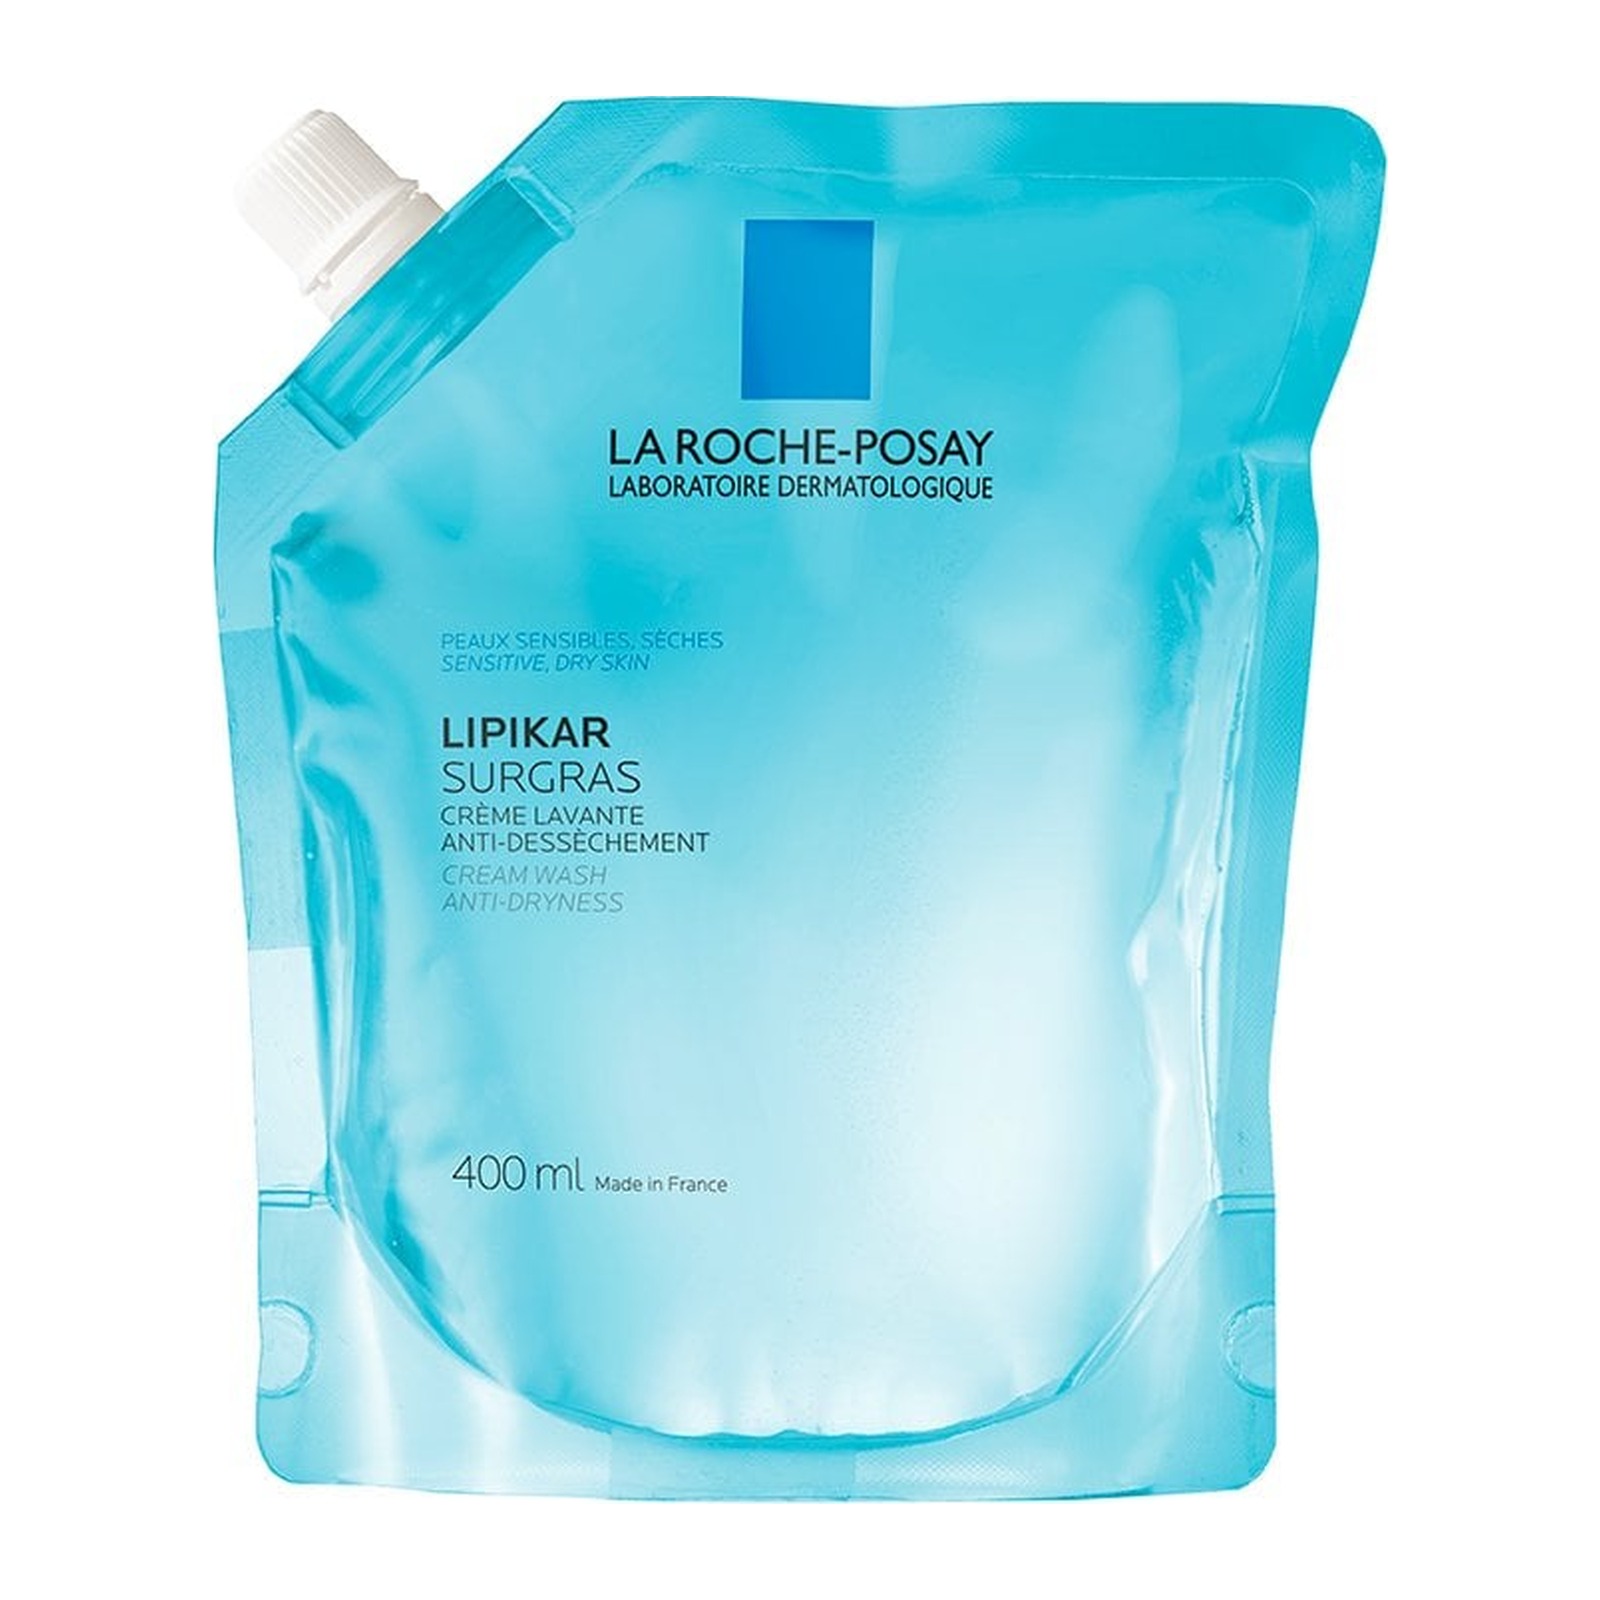 LA ROCHE-POSAY
LABORATOIRE DERMATOLOGIQUE
PEAUX SENSIBLES, SÈCHES
SENSITIVE, DRY SKIN
LIPIKAR
SURGRAS
CRÈME LAVANTE
ANTI-DESSÈCHEMENT
CREAM WASH
ANTI-DRYNESS
400 ml Made in France